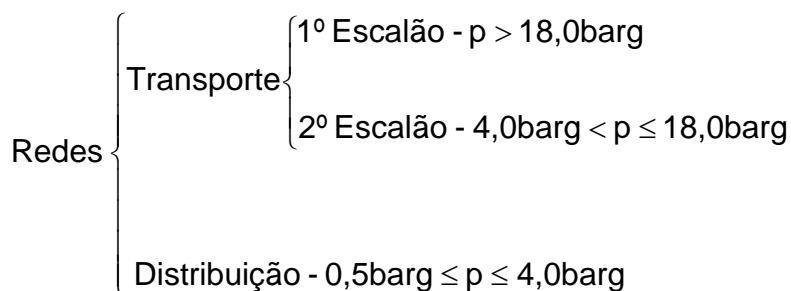 1º Escalão - p > 18,0barg
Transporte
2º Escalão - 4,0barg < p ≤ 18,0barg
Redes
Distribuição - 0,5barg ≤ p ≤ 4,0barg